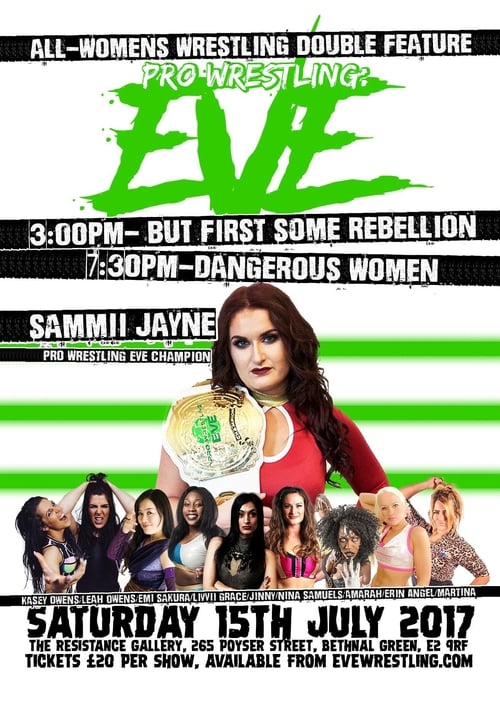 ALL-WOMENS WRESTLING DOUBLE FEATURE
PRO WRESTLING:
EVE
3:00PM- BUT FIRST SOME REBELLION
7:30PM-DANGEROUS WOMEN
SAMMII JAYNE
PRO WRESTLING EVE CHAMPION
KASEY OWENS/LEAH OWENS/EMI SAKURA/LIVVII GRACE/JINNY/NINA SAMUELS/AMARAH/ERIN ANGEL/MARTINA
SATURDAY 15TH JULY 2017
THE RESISTANCE GALLERY, 265 POYSER STREET, BETHNAL GREEN, E2 9RF
TICKETS £20 PER SHOW, AVAILABLE FROM EVEWRESTLING.COM